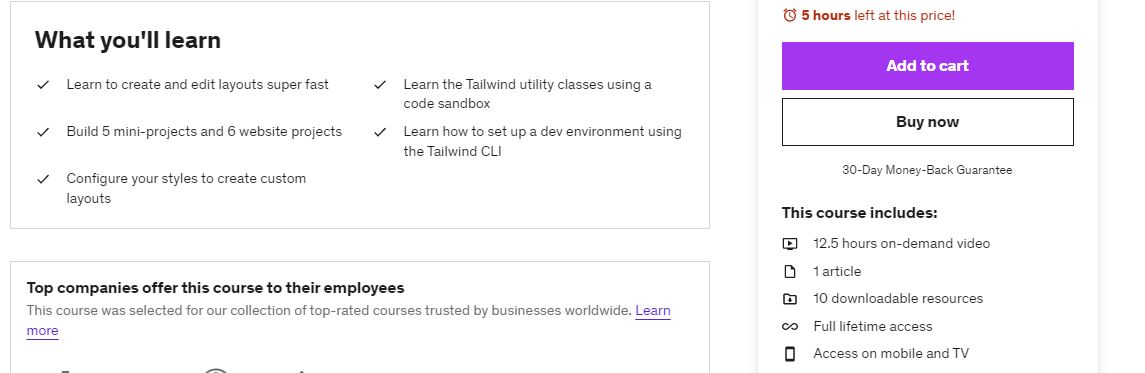 What you'll learn
Learn to create and edit layouts super fast
Build 5 mini-projects and 6 website projects
Configure your styles to create custom
layouts
Learn the Tailwind utility classes using a
code sandbox
Learn how to set up a dev environment using
the Tailwind CLI
Top companies offer this course to their employees
This course was selected for our collection of top-rated courses trusted by businesses worldwide. Learn
more
5 hours left at this price!
Add to cart
Buy now
30-Day Money-Back Guarantee
This course includes:
12.5 hours on-demand video
1 article
10 downloadable resources
Full lifetime access
Access on mobile and TV